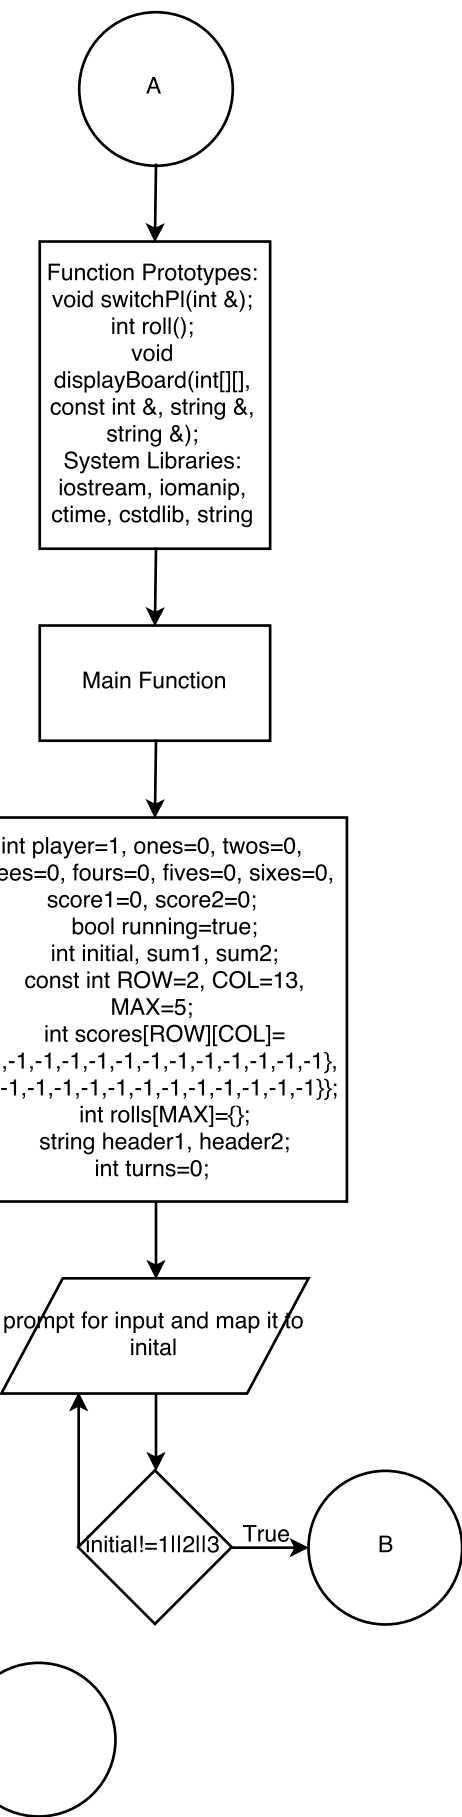 A
Function Prototypes:
void switchPl(int &);
int roll();
void
displayBoard(int[][],
const int &, string &,
string &);
System Libraries:
iostream, iomanip,
ctime, cstdlib, string
Main Function
int player=1, ones=0, twos=0,
ees=0, fours=0, fives=0, sixes=0,
score1=0, score2=0;
bool running=true;
int initial, sum1, sum2;
const int ROW=2, COL=13,
MAX=5;
int scores[ROW][COL]=
,-1,-1,-1,-1,-1,-1,-1,-1,-1,-1,-1,-1},
-1,-1,-1,-1,-1,-1,-1,-1,-1,-1,-1,-1}};
int rolls[MAX]={};
string header1, header2;
int turns=0;
prompt for input and map it to
inital
initial!=1||2||3
True
B